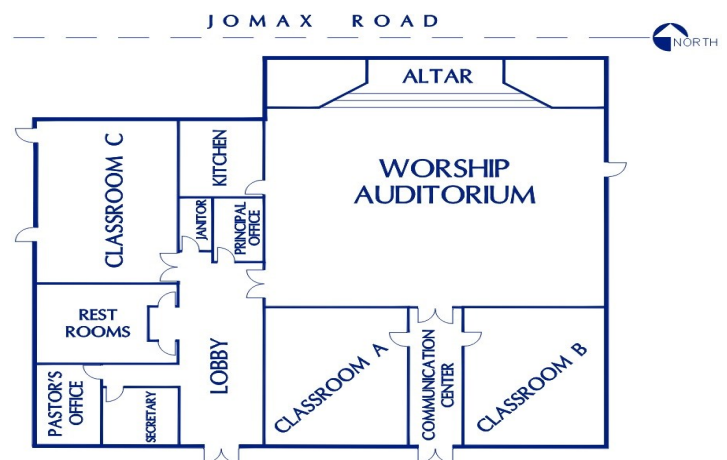 JOMAX ROAD
NORTH
ALTAR
CLASSROOM C
KITCHEN
WORSHIP
AUDITORIUM
JANITOR
PRINCIPAL
OFFICE
REST
ROOMS
LOBBY
CLASSROOM A
COMMUNICATION
CENTER
CLASSROOM B
PASTOR'S
OFFICE
SECRETARY